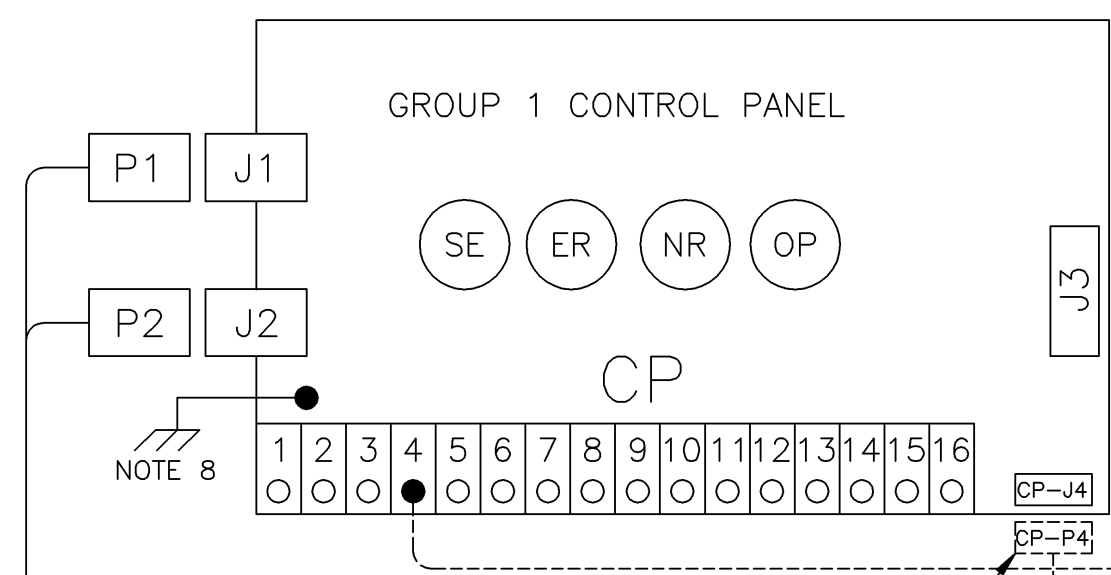 GROUP 1 CONTROL PANEL
P1
J1
SE
ER
NR
OP
J3
P2
J2
CP
NOTE 8
1 2 3 4 5 6 7 8 9 10 11 12 13 14 15 16
CP-J4
CP-P4